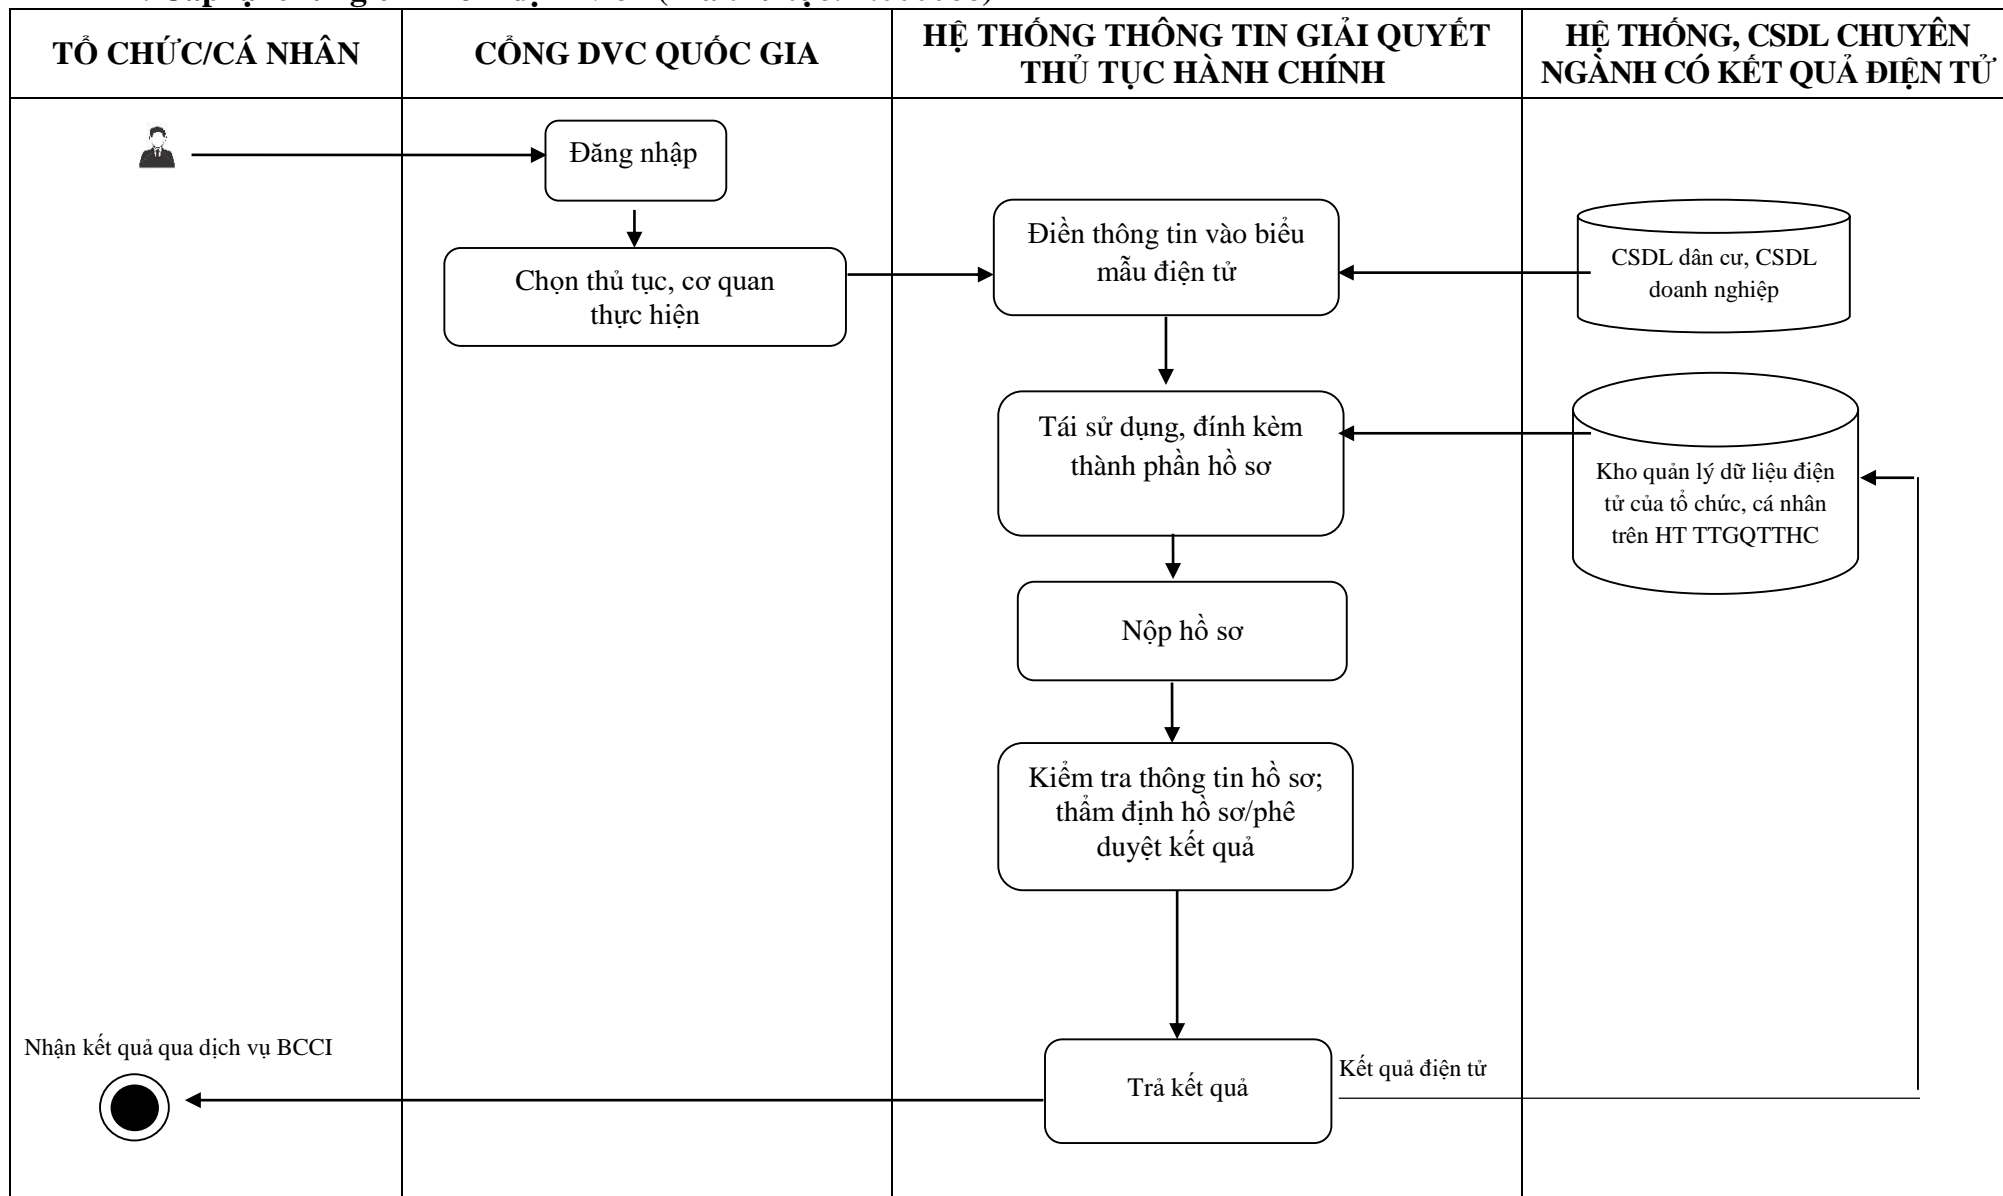 TỔ CHỨC/CÁ NHÂN
CỔNG DVC QUỐC GIA
HỆ THỐNG THÔNG TIN GIẢI QUYẾT
THỦ TỤC HÀNH CHÍNH
HỆ THỐNG, CSDL CHUYÊN
NGÀNH CÓ KẾT QUẢ ĐIỆN TỬ
Đăng nhập
Chọn thủ tục, cơ quan
thực hiện
Điền thông tin vào biểu
mẫu điện tử
CSDL dân cư, CSDL
doanh nghiệp
Tái sử dụng, đính kèm
thành phần hồ sơ
Kho quản lý dữ liệu điện
tử của tổ chức, cá nhân
trên HT TTGQTTHC
Nộp hồ sơ
Kiểm tra thông tin hồ sơ;
thẩm định hồ sơ/phê
duyệt kết quả
Nhận kết quả qua dịch vụ BCCI
Trả kết quả
Kết quả điện tử